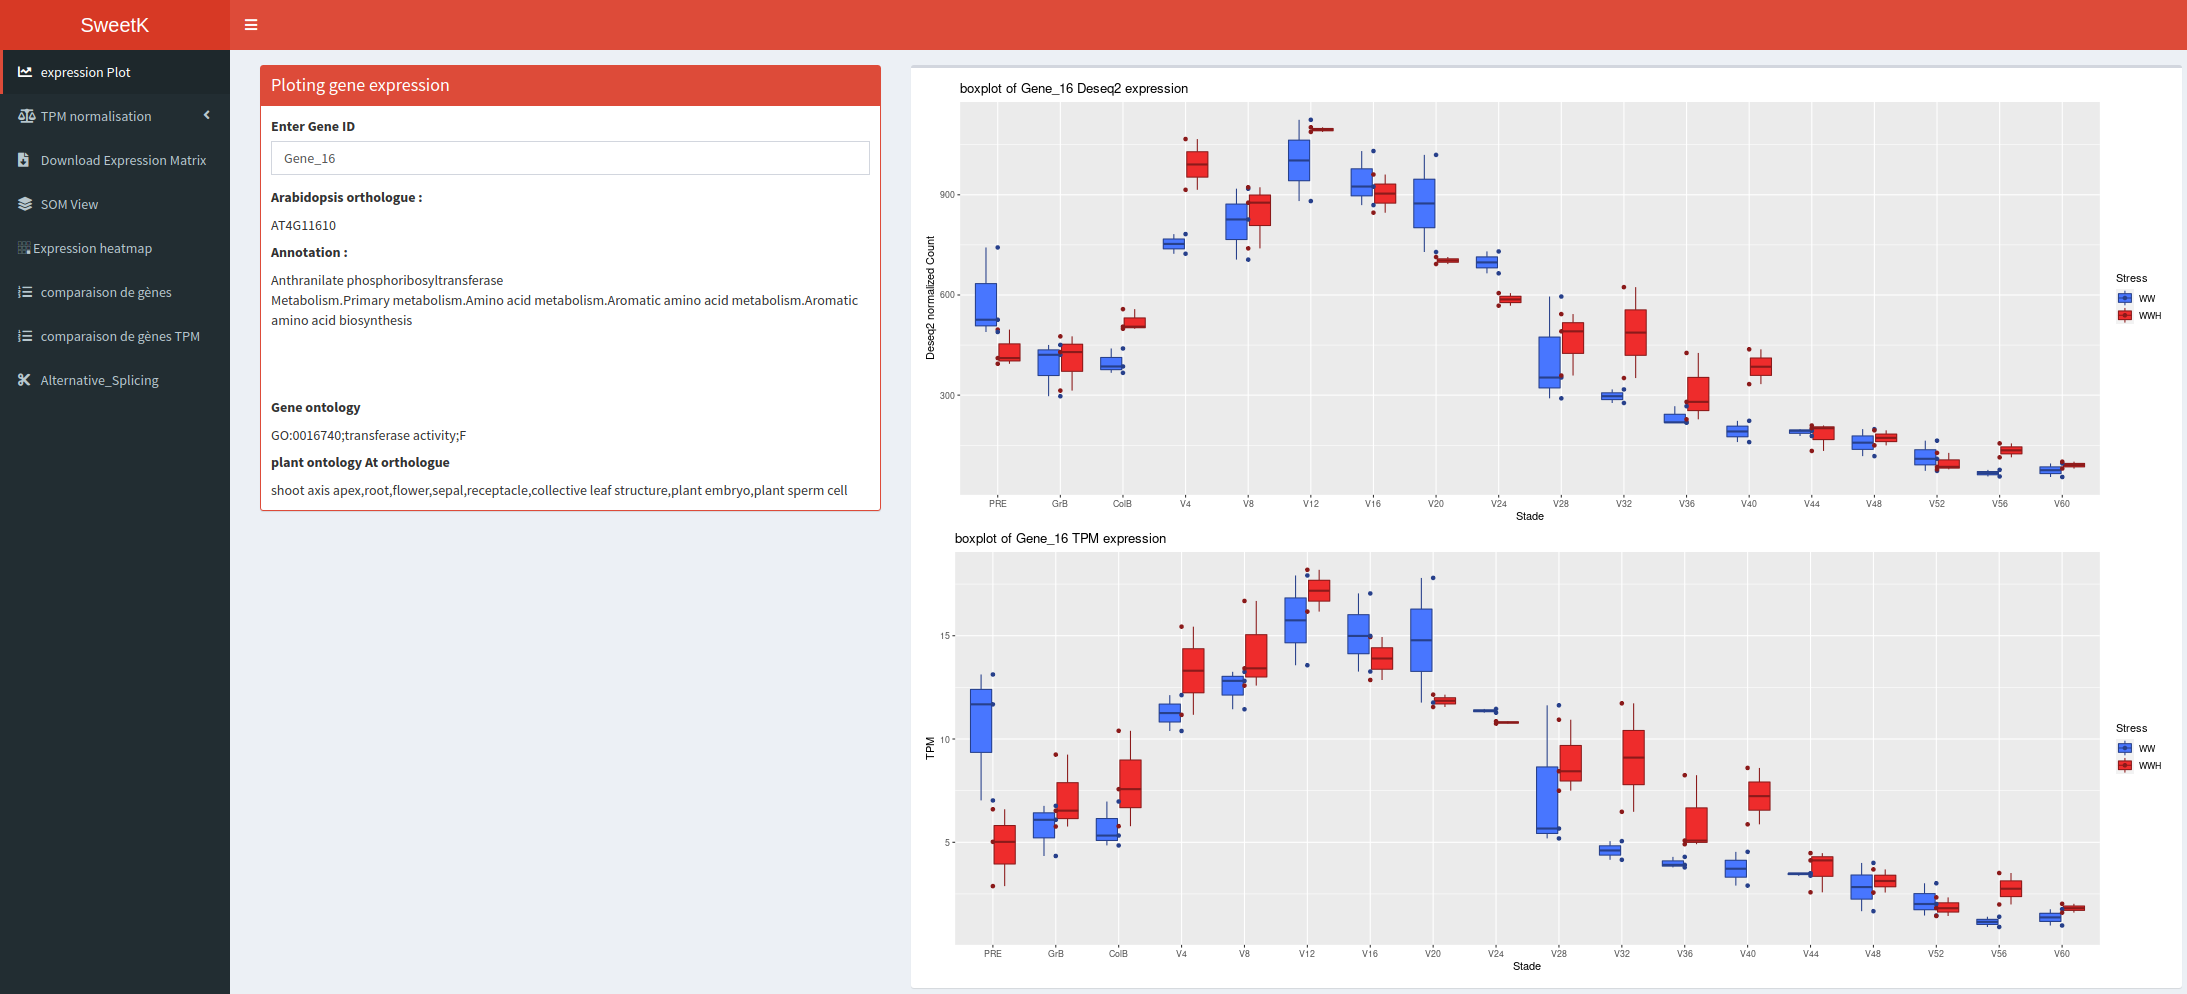 SweetK
expression Plot
TPM normalisation
Download Expression Matrix
SOM View
Expression heatmap
comparaison de gènes
comparaison de gènes TPM
Alternative_Splicing
Ploting gene expression
Enter Gene ID
Gene_16
Arabidopsis orthologue :
AT4G11610
Annotation :
Anthranilate phosphoribosyltransferase
Metabolism.Primary metabolism.Amino acid metabolism.Aromatic amino acid metabolism.Aromatic
amino acid biosynthesis
Gene ontology
GO:0016740;transferase activity;F
plant ontology At orthologue
shoot axis apex,root,flower,sepal,receptacle,collective leaf structure,plant embryo,plant sperm cell
boxplot of Gene_16 Deseq2 expression
Deseq2 normalized Count
900
600
300
PRE GrB ColB V4 V8 V12 V16 V20 V24 V28 V32 V36 V40 V44 V48 V52 V56 V60
Stade
Stress
WW
WWH
boxplot of Gene_16 TPM expression
TPM
15
10
5
PRE GrB ColB V4 V8 V12 V16 V20 V24 V28 V32 V36 V40 V44 V48 V52 V56 V60
Stade
Stress
WW
WWH